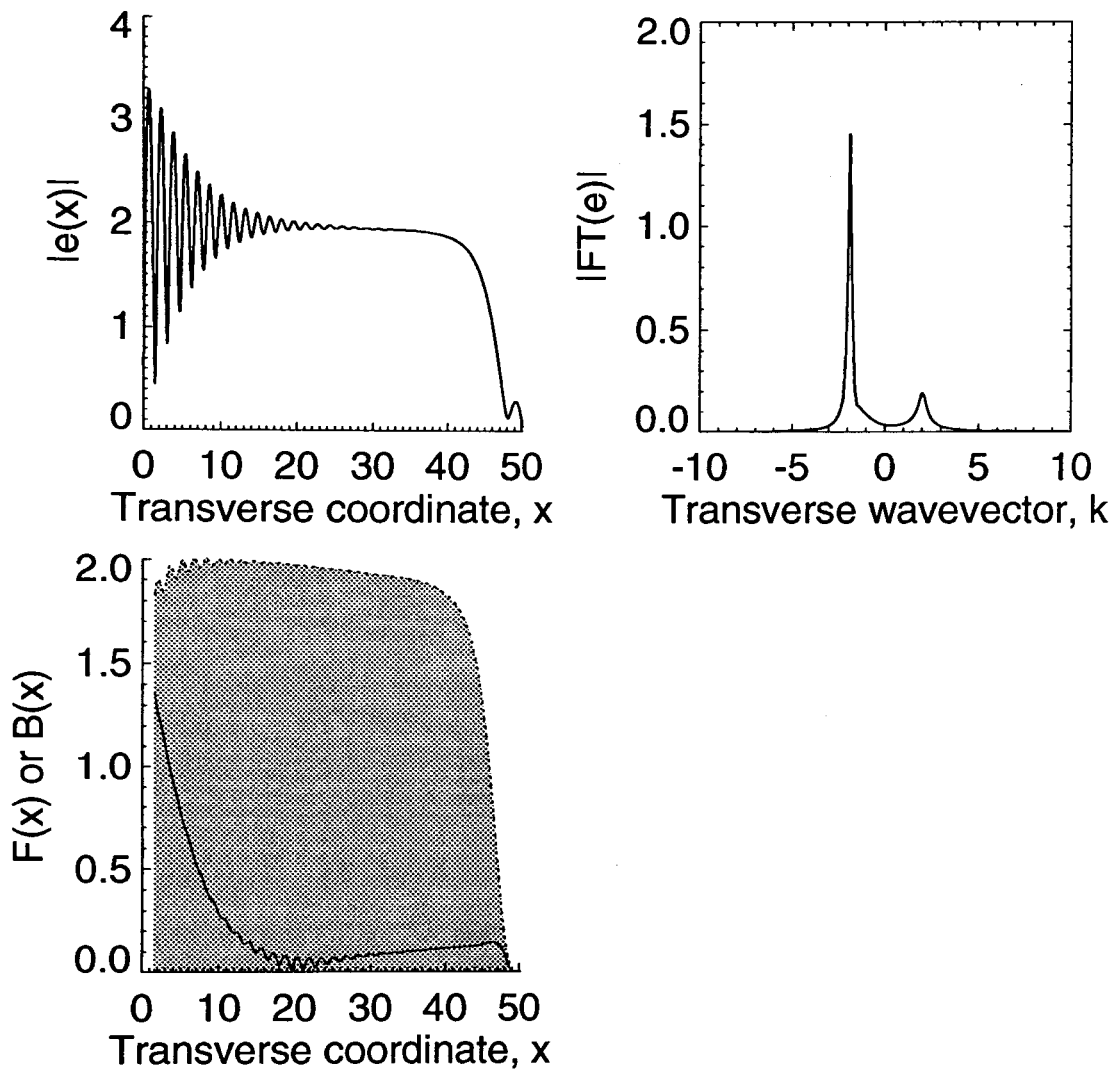 4
3
2
1
0
|e(x)|
0 10 20 30 40 50
Transverse coordinate, x
2.0
1.5
1.0
0.5
0.0
|FT(e)|
-10 -5 0 5 10
Transverse wavevector, k
2.0
1.5
1.0
0.5
0.0
F(x) or B(x)
0 10 20 30 40 50
Transverse coordinate, x